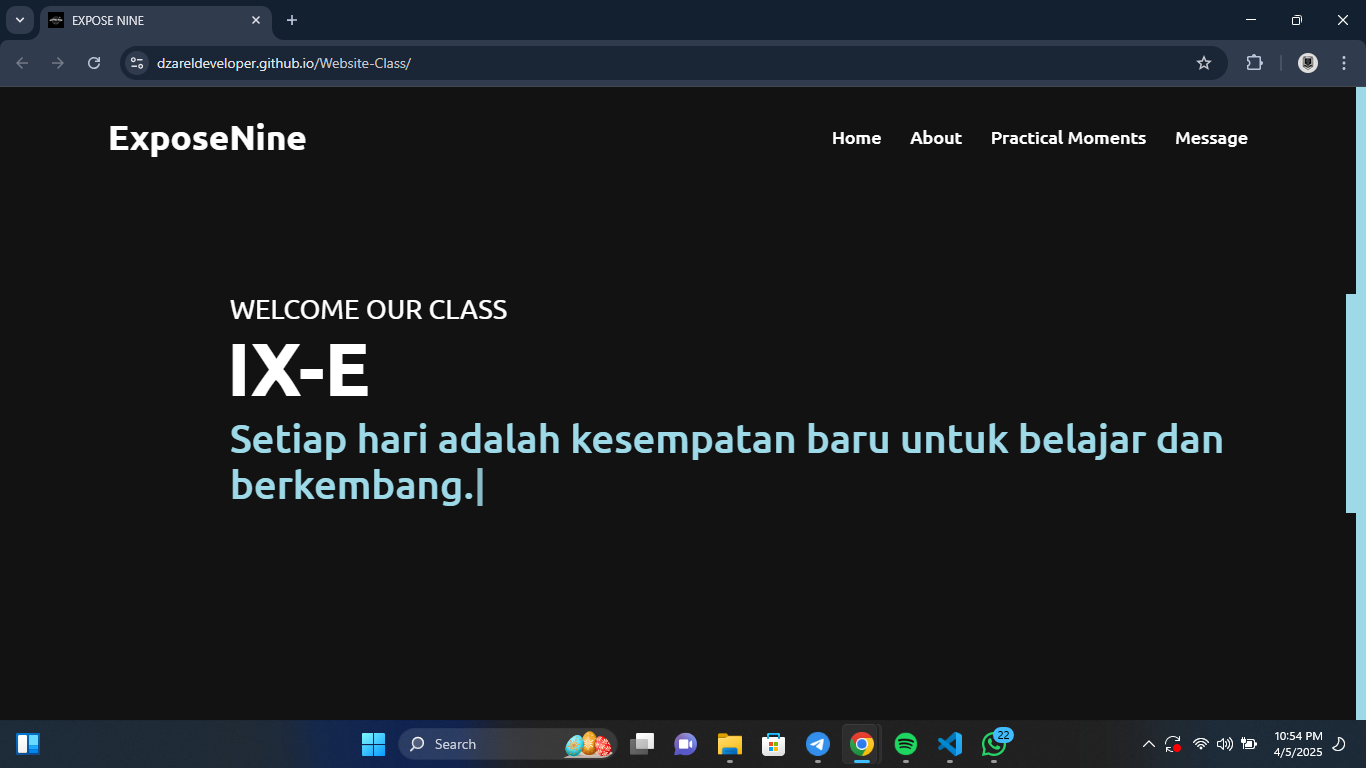 EXPOSE NINE
dzareldeveloper.github.io/Website-Class/
ExposeNine
Home About Practical Moments Message
WELCOME OUR CLASS
IX-E
Setiap hari adalah kesempatan baru untuk belajar dan
berkembang.
Search
22
10:54 PM
4/5/2025